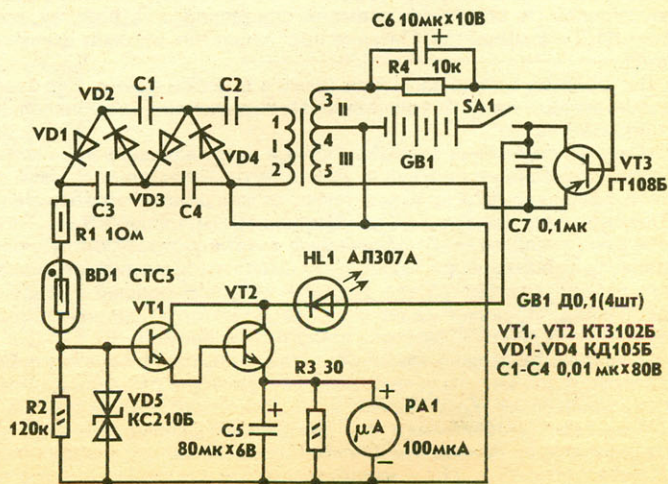 C6 10мк×10В
+
R4 10к
C1
C2
VD2
SA1
3 II
1
VD1
I
4
VD4
III
GB1
2
5
VT3
ГТ108Б
C3
VD3
C4
C7 0,1мк
R1 10м
HL1 АЛ307А
BD1 СТС5
VT1
VT2
GB1 Д0,1(4шт)
VT1, VT2 КТ3102Б
VD1-VD4 КД105Б
C1-C4 0,01 мк×80В
R3 30
+
R2
120к
VD5
КС210Б
+
C5
80мк×6В
PA1
μA
100мкА
−